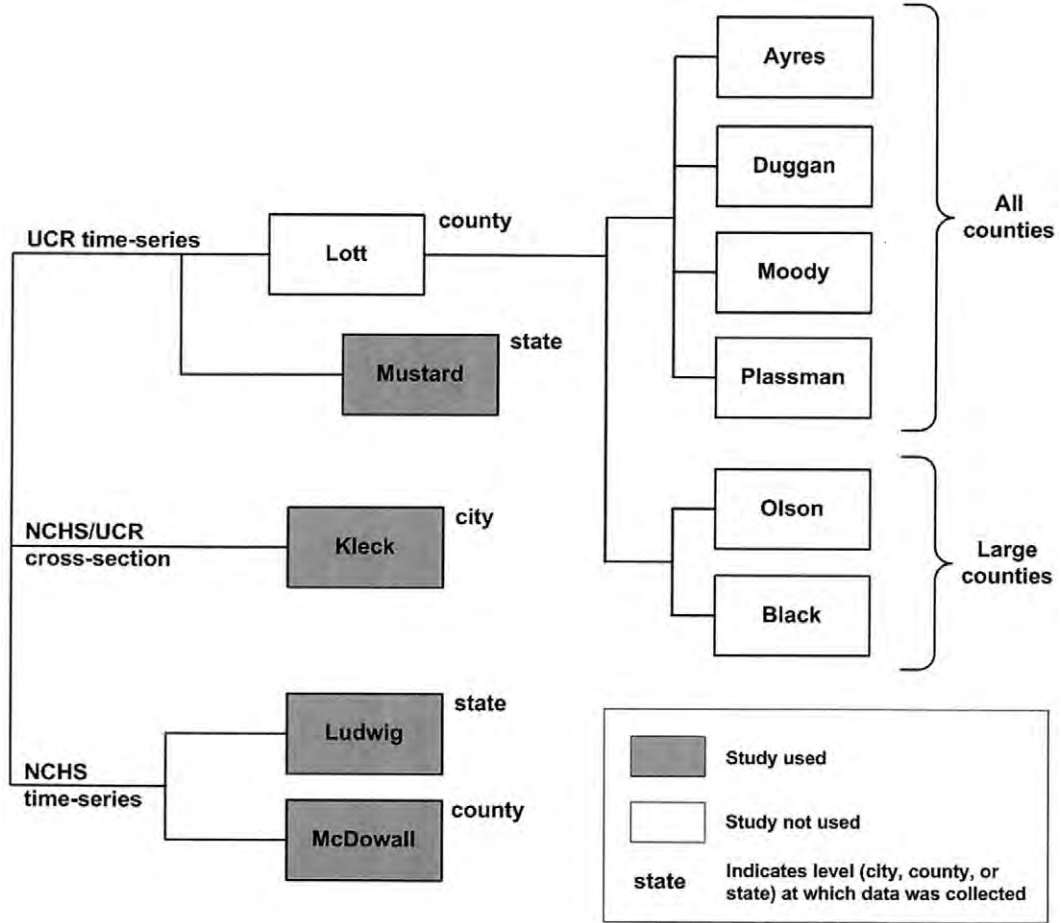 UCR time-series
Lott
county
Mustard
state
Ayres
Duggan
Moody
Plassman
All
counties
Olson
Black
Large
counties
NCHS/UCR
cross-section
Kleck
city
NCHS
time-series
Ludwig
state
McDowall
county
Study used
Study not used
state
Indicates level (city, county, or
state) at which data was collected